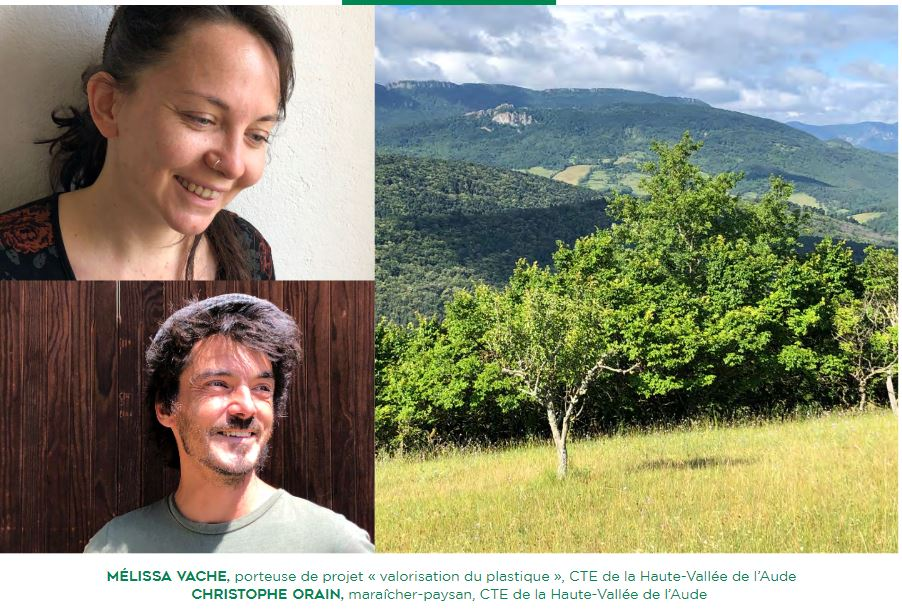 MÉLISSA VACHE, porteuse de projet « valorisation du plastique », CTE de la Haute-Vallée de l'Aude
CHRISTOPHE ORAIN, maraîcher-paysan, CTE de la Haute-Vallée de l'Aude